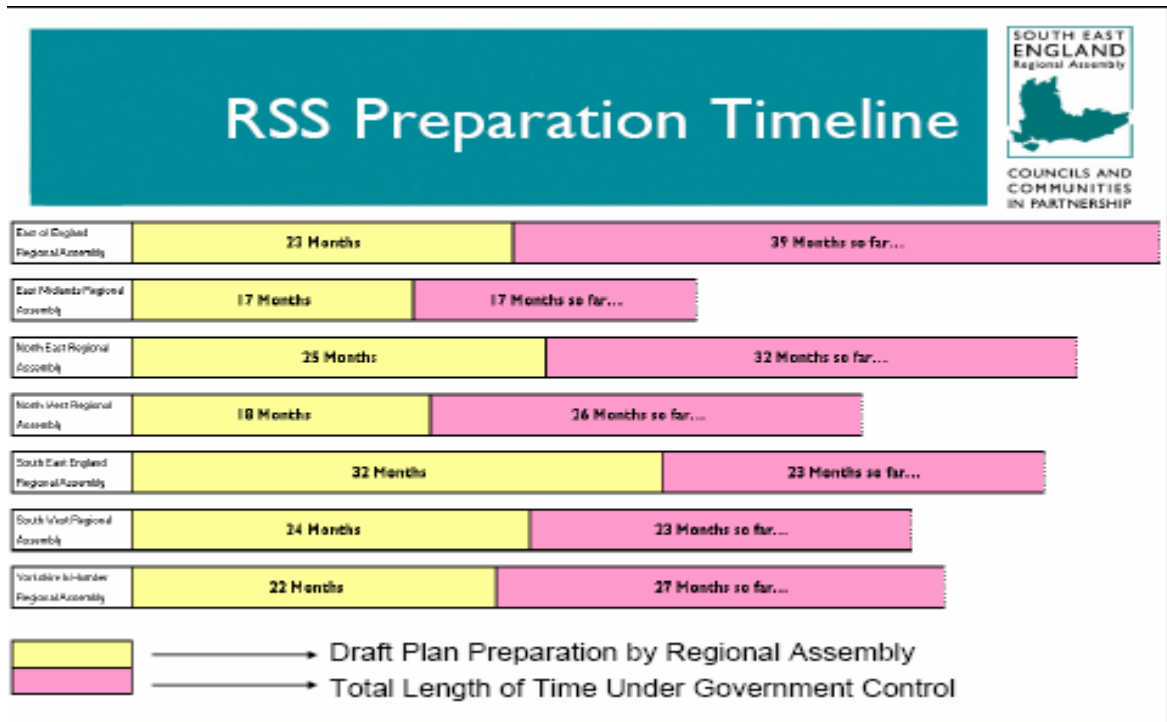 RSS Preparation Timeline
SOUTH EAST
ENGLAND
Regional Assembly
COUNCILS AND
COMMUNITIES
IN PARTNERSHIP
East of England
Regional Assembly
23 Months
39 Months so far...
East Midlands Regional
Assembly
17 Months
17 Months so far...
North East Regional
Assembly
25 Months
32 Months so far...
North West Regional
Assembly
18 Months
26 Months so far...
South East England
Regional Assembly
32 Months
23 Months so far...
South West Regional
Assembly
24 Months
23 Months so far...
Yorkshire & Humber
Regional Assembly
22 Months
27 Months so far...
Draft Plan Preparation by Regional Assembly
Total Length of Time Under Government Control